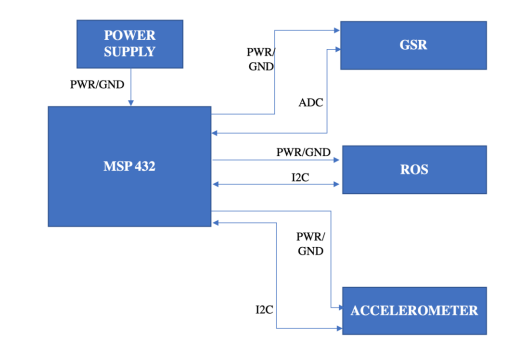 POWER
SUPPLY
PWR/
GND
GSR
PWR/GND
ADC
MSP 432
PWR/GND
I2C
ROS
PWR/
GND
I2C
ACCELEROMETER